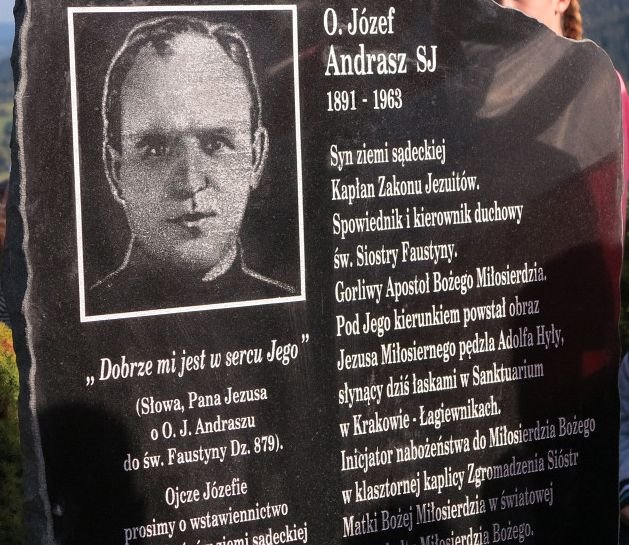 O. Józef
Andrasz SJ
1891 - 1963
Syn ziemi sądeckiej
Kapłan Zakonu Jezuitów.
Spowiednik i kierownik duchowy
św. Siostry Faustyny.
Gorliwy Apostoł Bożego Miłosierdzia.
Pod Jego kierunkiem powstał obraz
Jezusa Miłosiernego pędzla Adolfa Hyły,
słynący dziś łaskami w Sanktuarium
w Krakowie - Łagiewnikach.
Inicjator nabożeństwa do Miłosierdzia Bożego
w klasztornej kaplicy Zgromadzenia Sióstr
Matki Bożej Miłosierdzia w światowej
Miłosierdzia Bożego.
„Dobrze mi jest w sercu Jego”
(Słowa, Pana Jezusa
o O. J. Andraszu
do św. Faustyny Dz. 879).
Ojcze Józefie
prosimy o wstawiennictwo
ziemi sądeckiej